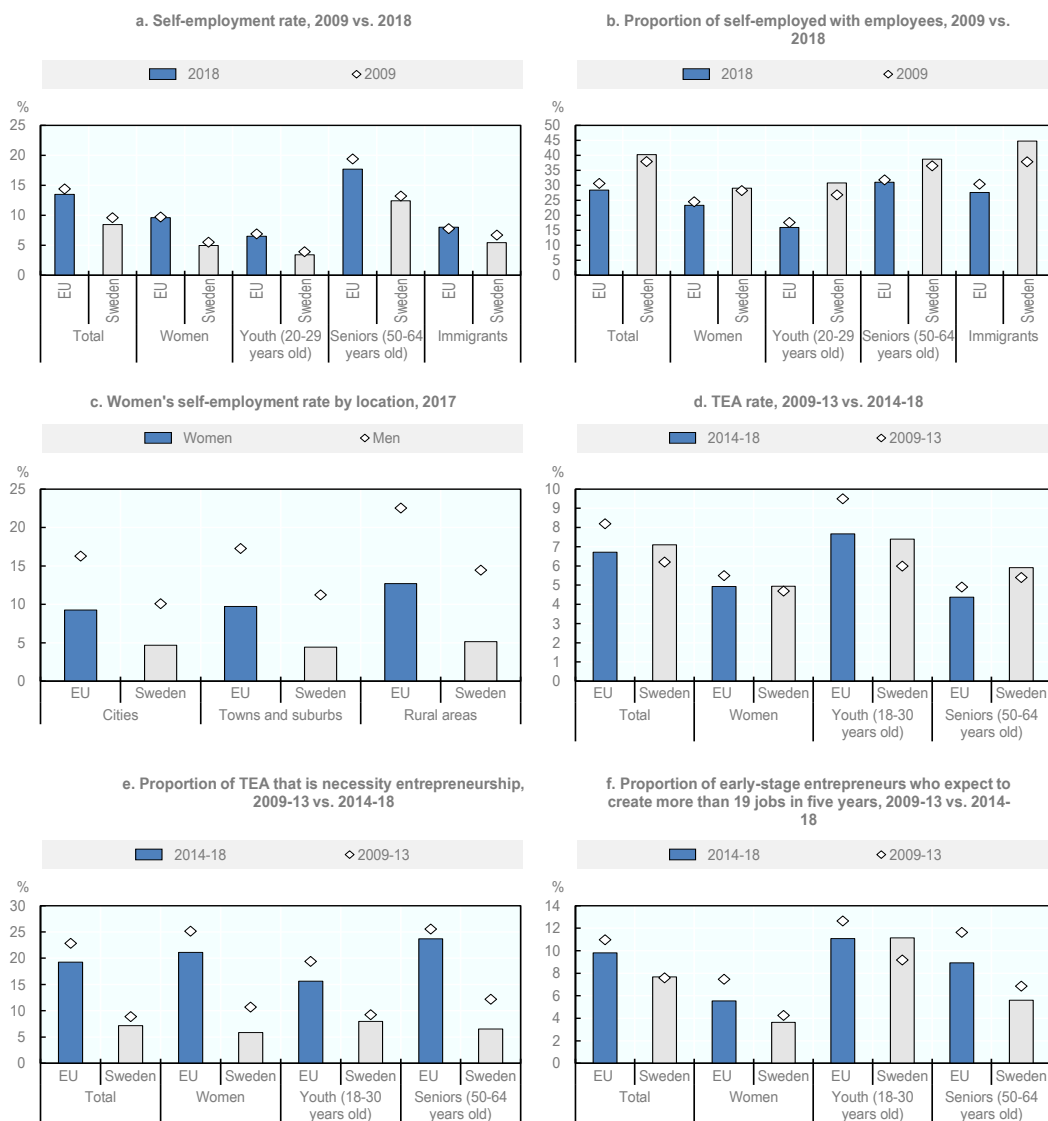 a. Self-employment rate, 2009 vs. 2018
2018
2009
%
25
20
15
10
5
0
EU
Sweden
EU
Sweden
EU
Sweden
EU
Sweden
EU
Sweden
Total
Women
Youth (20-29
years old)
Seniors (50-64
years old)
Immigrants
b. Proportion of self-employed with employees, 2009 vs.
2018
2018
2009
%
50
45
40
35
30
25
20
15
10
5
0
EU
Sweden
EU
Sweden
EU
Sweden
EU
Sweden
EU
Sweden
Total
Women
Youth (20-29
years old)
Seniors (50-64
years old)
Immigrants
c. Women's self-employment rate by location, 2017
Women
Men
%
25
20
15
10
5
0
EU
Sweden
EU
Sweden
EU
Sweden
Cities
Towns and suburbs
Rural areas
d. TEA rate, 2009-13 vs. 2014-18
2014-18
2009-13
%
10
9
8
7
6
5
4
3
2
1
0
EU
Sweden
EU
Sweden
EU
Sweden
EU
Sweden
Total
Women
Youth (18-30
years old)
Seniors (50-64
years old)
e. Proportion of TEA that is necessity entrepreneurship,
2009-13 vs. 2014-18
2014-18
2009-13
%
30
25
20
15
10
5
0
EU
Sweden
EU
Sweden
EU
Sweden
EU
Sweden
Total
Women
Youth (18-30
years old)
Seniors (50-64
years old)
f. Proportion of early-stage entrepreneurs who expect to
create more than 19 jobs in five years, 2009-13 vs. 2014-
18
2014-18
2009-13
%
14
12
10
8
6
4
2
0
EU
Sweden
EU
Sweden
EU
Sweden
EU
Sweden
Total
Women
Youth (18-30
years old)
Seniors (50-64
years old)